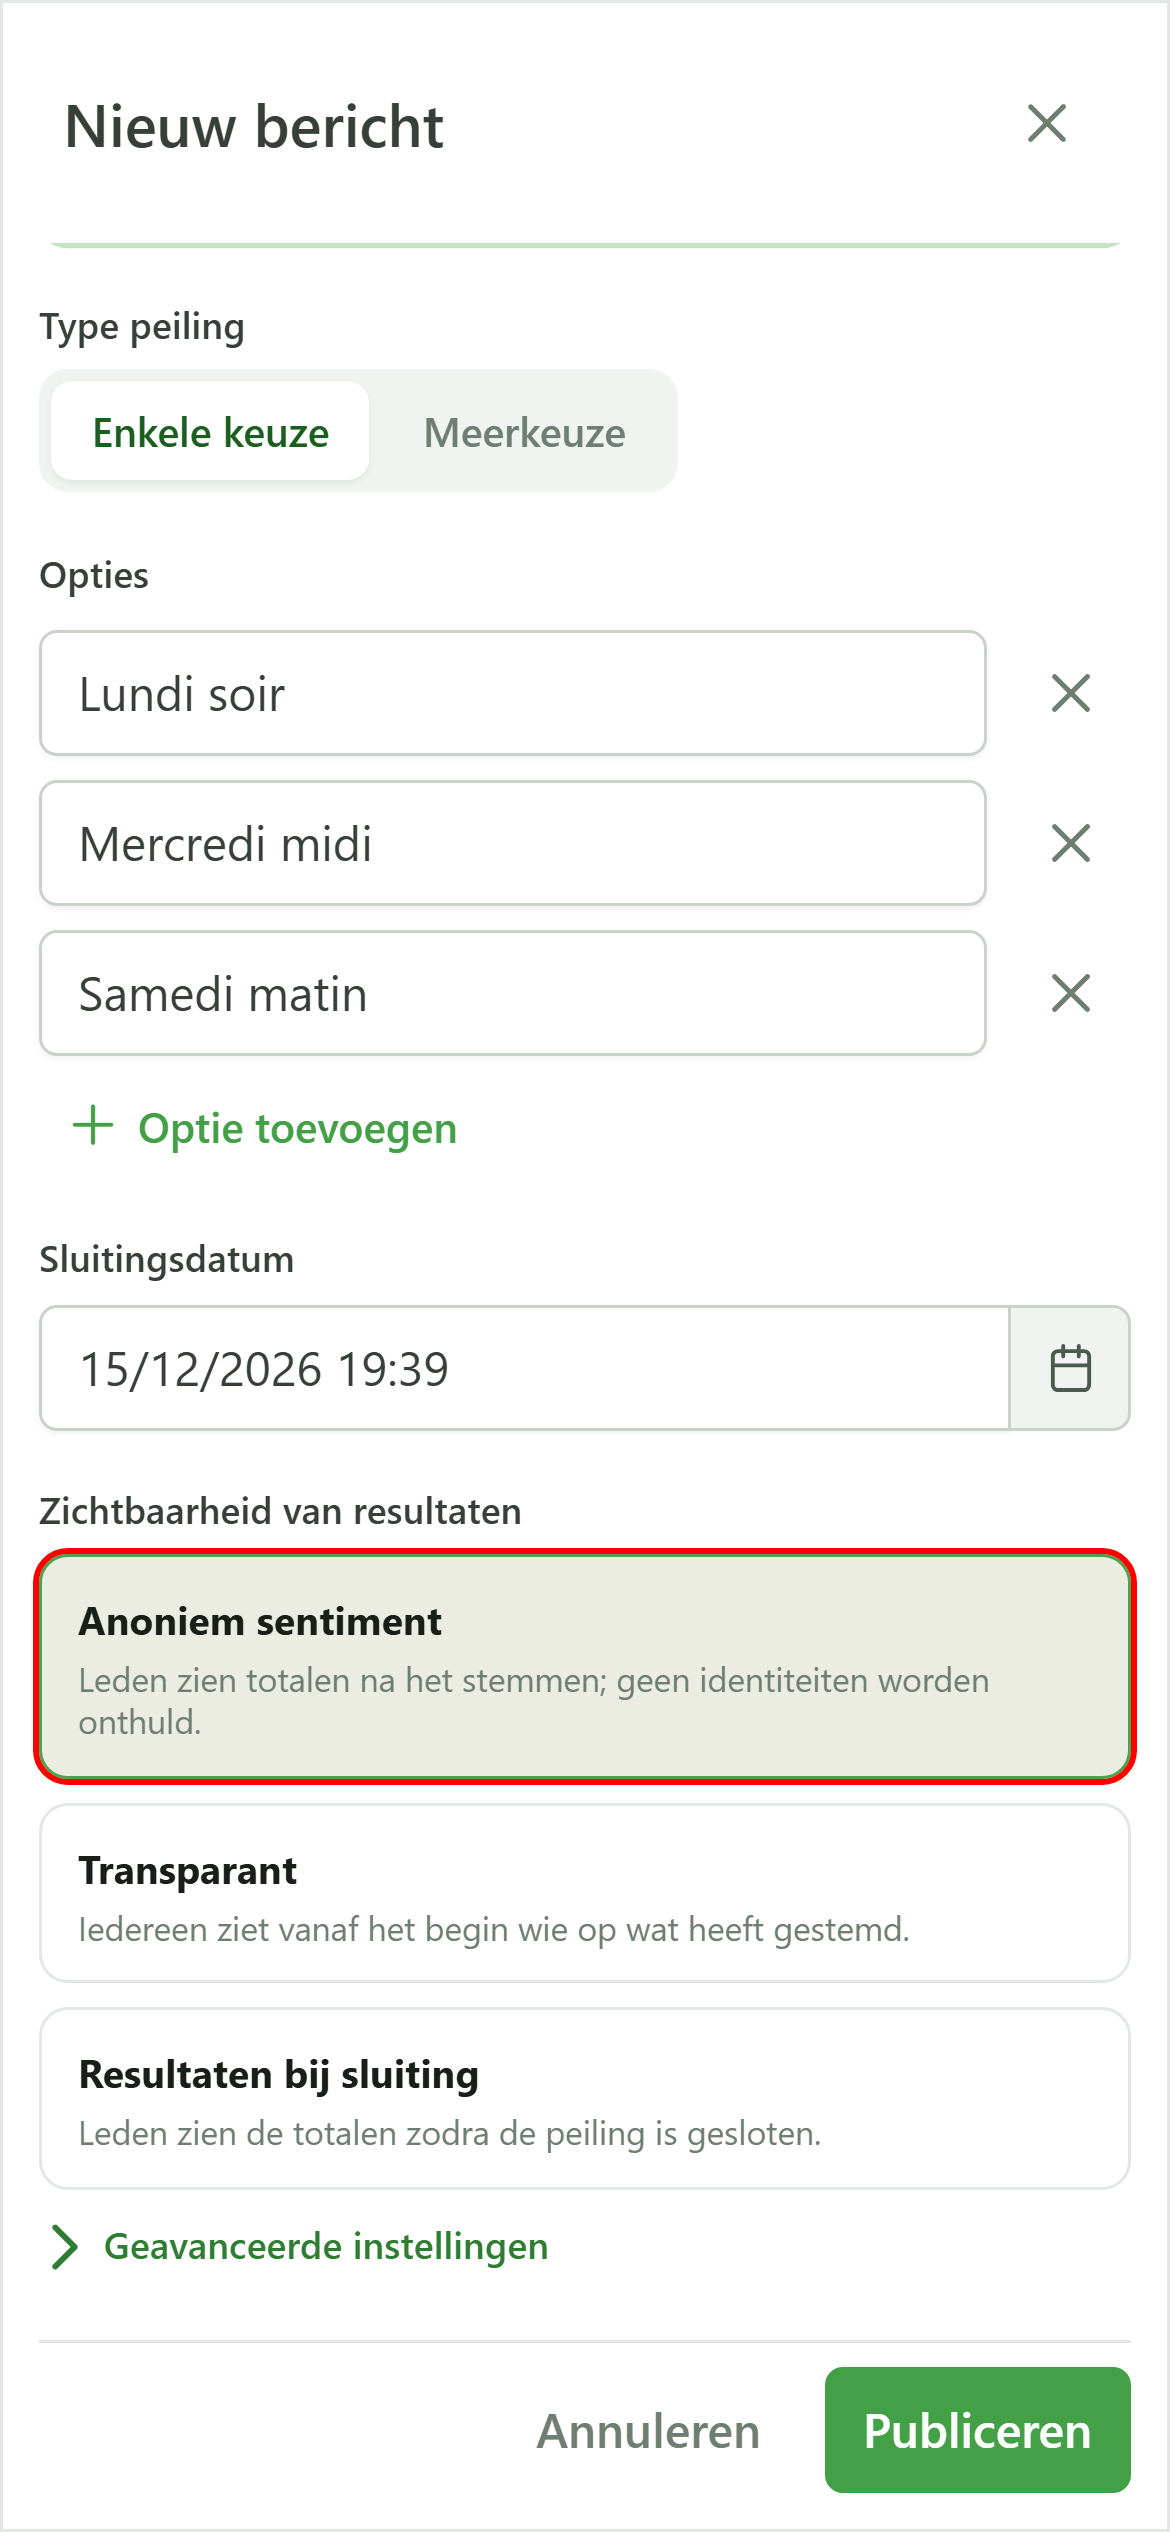 Nieuw bericht
Type peiling
Enkele keuze Meerkeuze
Opties
Lundi soir
Mercredi midi
Samedi matin
Optie toevoegen
Sluitingsdatum
15/12/2026 19:39
Zichtbaarheid van resultaten
Anoniem sentiment
Leden zien totalen na het stemmen; geen identiteiten worden
onthuld.
Transparant
Iedereen ziet vanaf het begin wie op wat heeft gestemd.
Resultaten bij sluiting
Leden zien de totalen zodra de peiling is gesloten.
Geavanceerde instellingen
Annuleren Publiceren